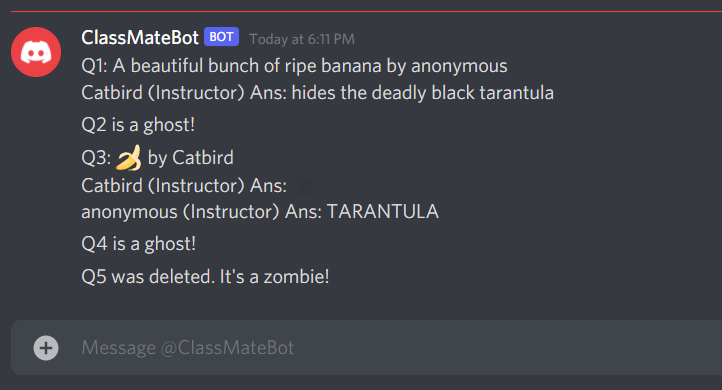 ClassMateBot BOT Today at 6:11 PM
Q1: A beautiful bunch of ripe banana by anonymous
Catbird (Instructor) Ans: hides the deadly black tarantula
Q2 is a ghost!
Q3: 🍌 by Catbird
Catbird (Instructor) Ans:
anonymous (Instructor) Ans: TARANTULA
Q4 is a ghost!
Q5 was deleted. It's a zombie!
Message @ClassMateBot